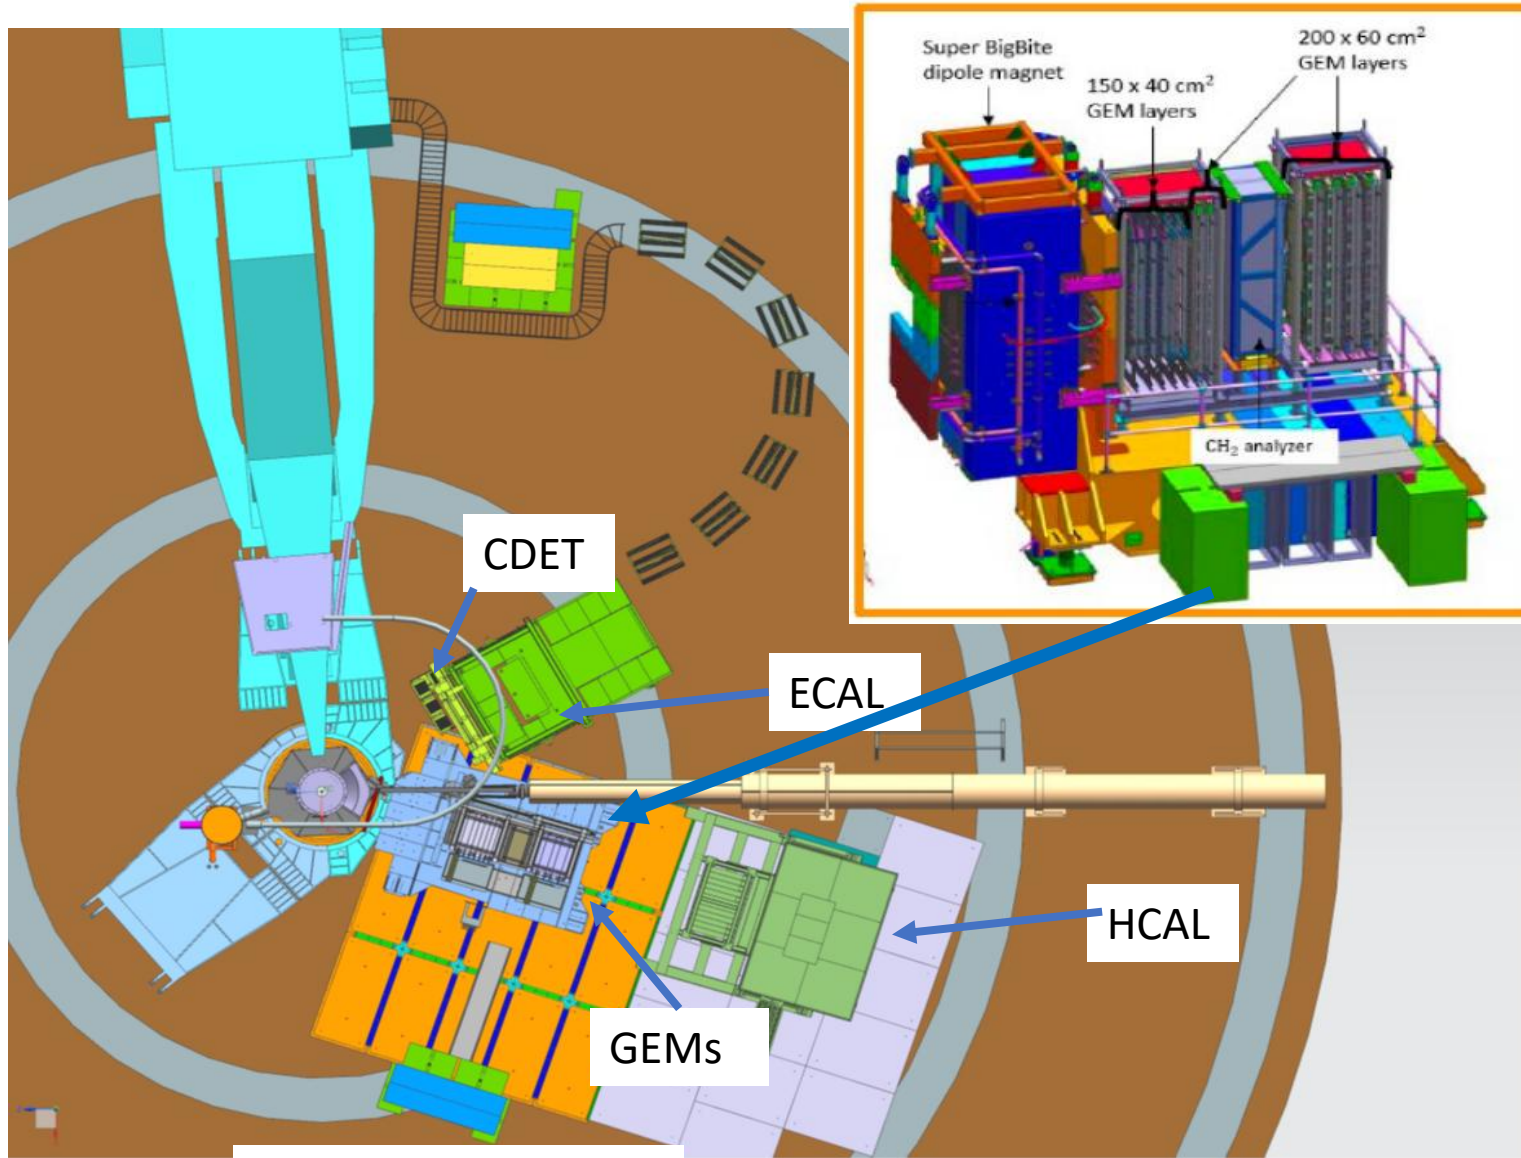 Super BigBite
dipole magnet
150 x 40 cm²
GEM layers
200 x 60 cm²
GEM layers
CH₂ analyzer
CDET
ECAL
HCAL
GEMs